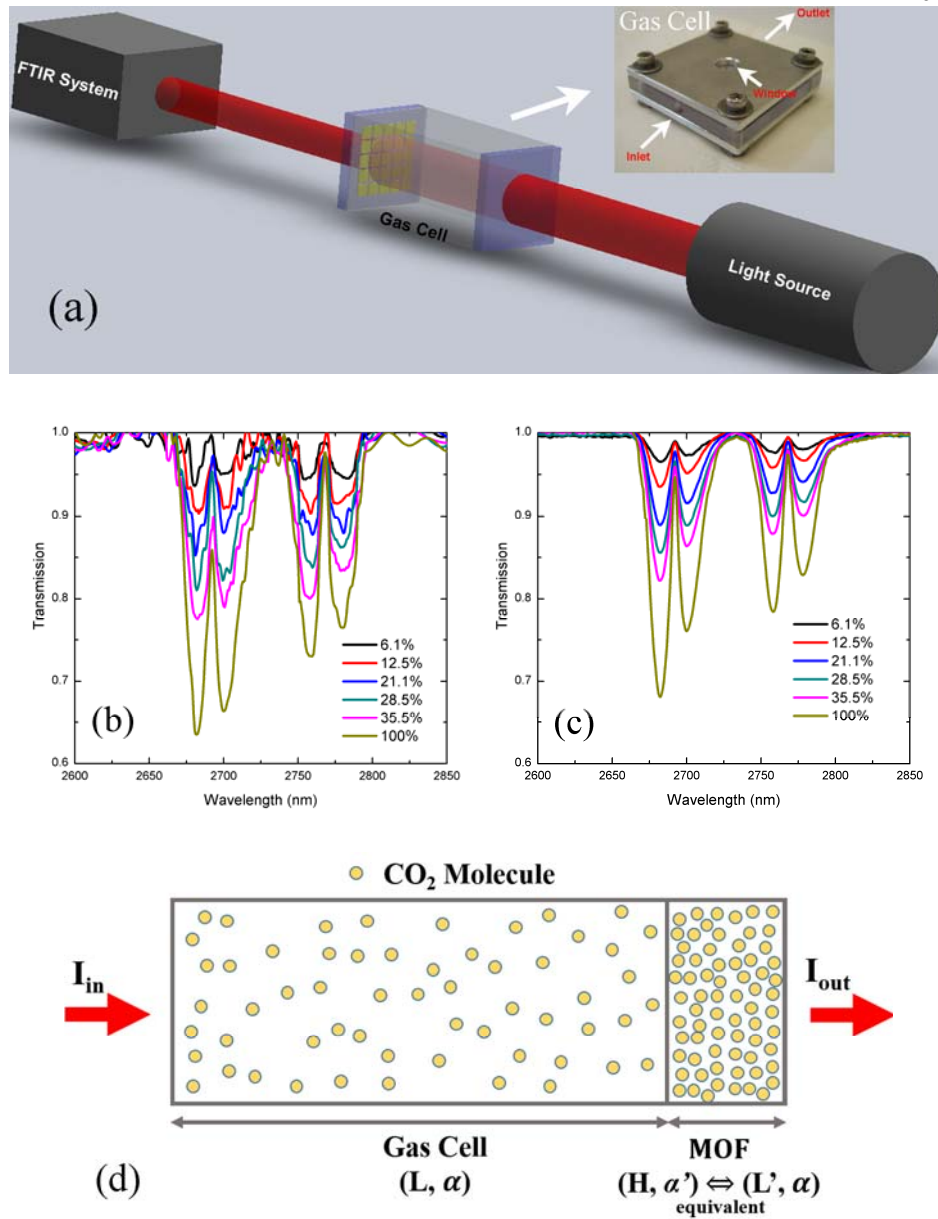 Gas Cell
Outlet
Window
Inlet
FTIR System
Gas Cell
Light Source
(a)
1.0
0.9
0.8
0.7
0.6
Transmission
6.1%
12.5%
21.1%
28.5%
35.5%
100%
(b)
2600 2650 2700 2750 2800 2850
Wavelength (nm)
1.0
0.9
0.8
0.7
0.6
Transmission
6.1%
12.5%
21.1%
28.5%
35.5%
100%
(c)
2600 2650 2700 2750 2800 2850
Wavelength (nm)
CO₂ Molecule
I_in
I_out
Gas Cell
(L, α)
MOF
(H, α') ⇔ (L', α)
equivalent
(d)